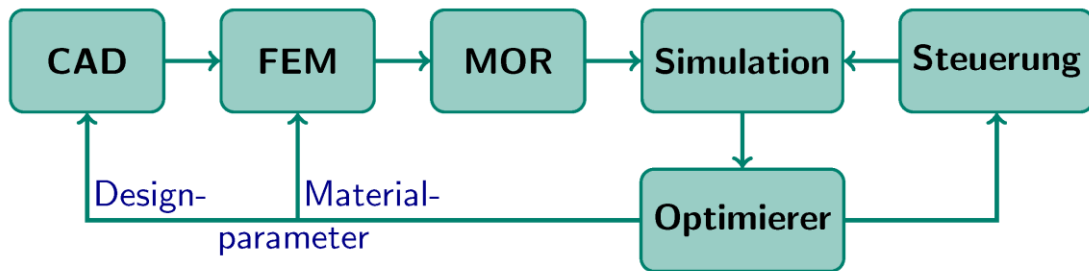 CAD
FEM
MOR
Simulation
Steuerung
Design-
Material-
parameter
Optimierer